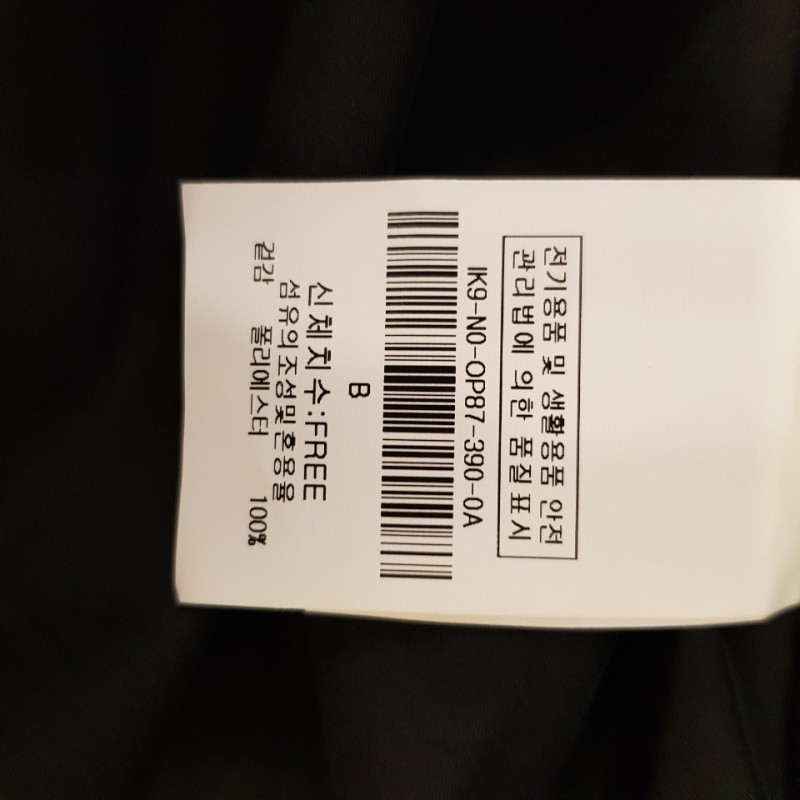 전기용품 및 생활용품 안전
관리법에 의한 품질표시
IK9-N0-OP87-390-0A
B
신체치수:FREE
섬유의조성및혼용율
겉감 폴리에스터 100%